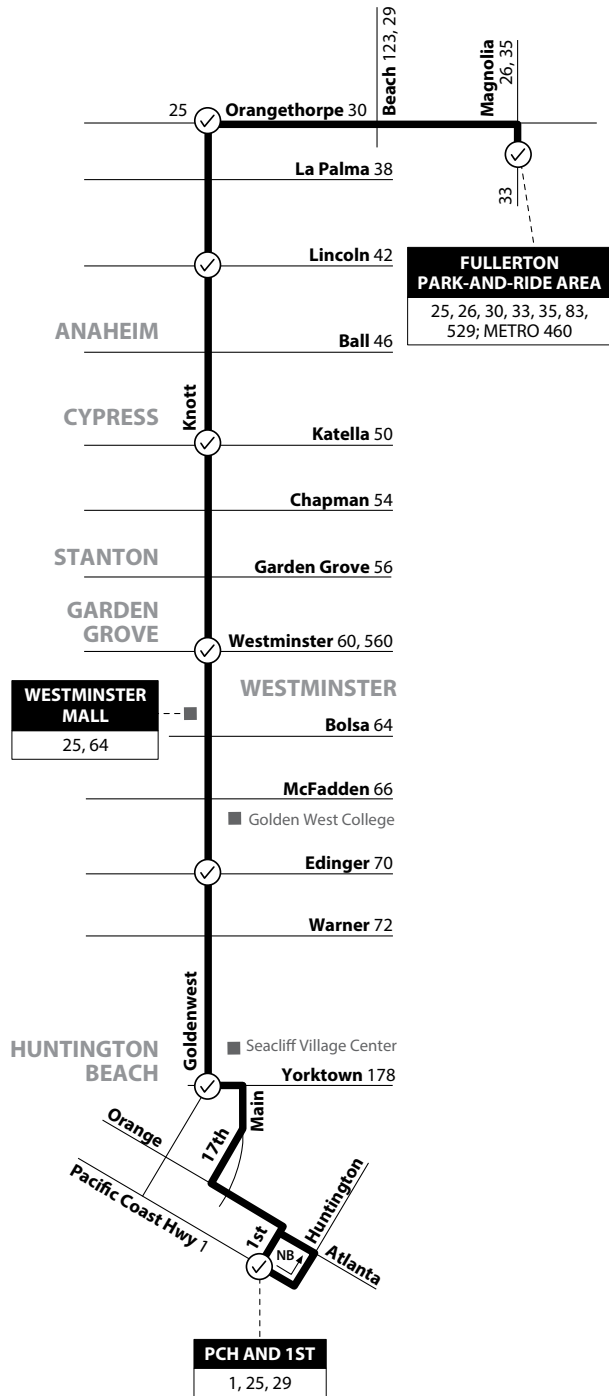 Beach 123, 29
Magnolia
26, 35
25
Orangethorpe 30
33
La Palma 38
Lincoln 42
FULLERTON
PARK-AND-RIDE AREA
25, 26, 30, 33, 35, 83,
529; METRO 460
ANAHEIM
Ball 46
Knott
CYPRESS
Katella 50
Chapman 54
STANTON
Garden Grove 56
GARDEN
GROVE
Westminster 60, 560
WESTMINSTER
WESTMINSTER
MALL
25, 64
Bolsa 64
McFadden 66
Golden West College
Edinger 70
Warner 72
Goldenwest
HUNTINGTON
BEACH
Seacliff Village Center
Yorktown 178
Main
Orange
17th
Pacific Coast Hwy 1
1st
NB
Huntington
Atlanta
PCH AND 1ST
1, 25, 29